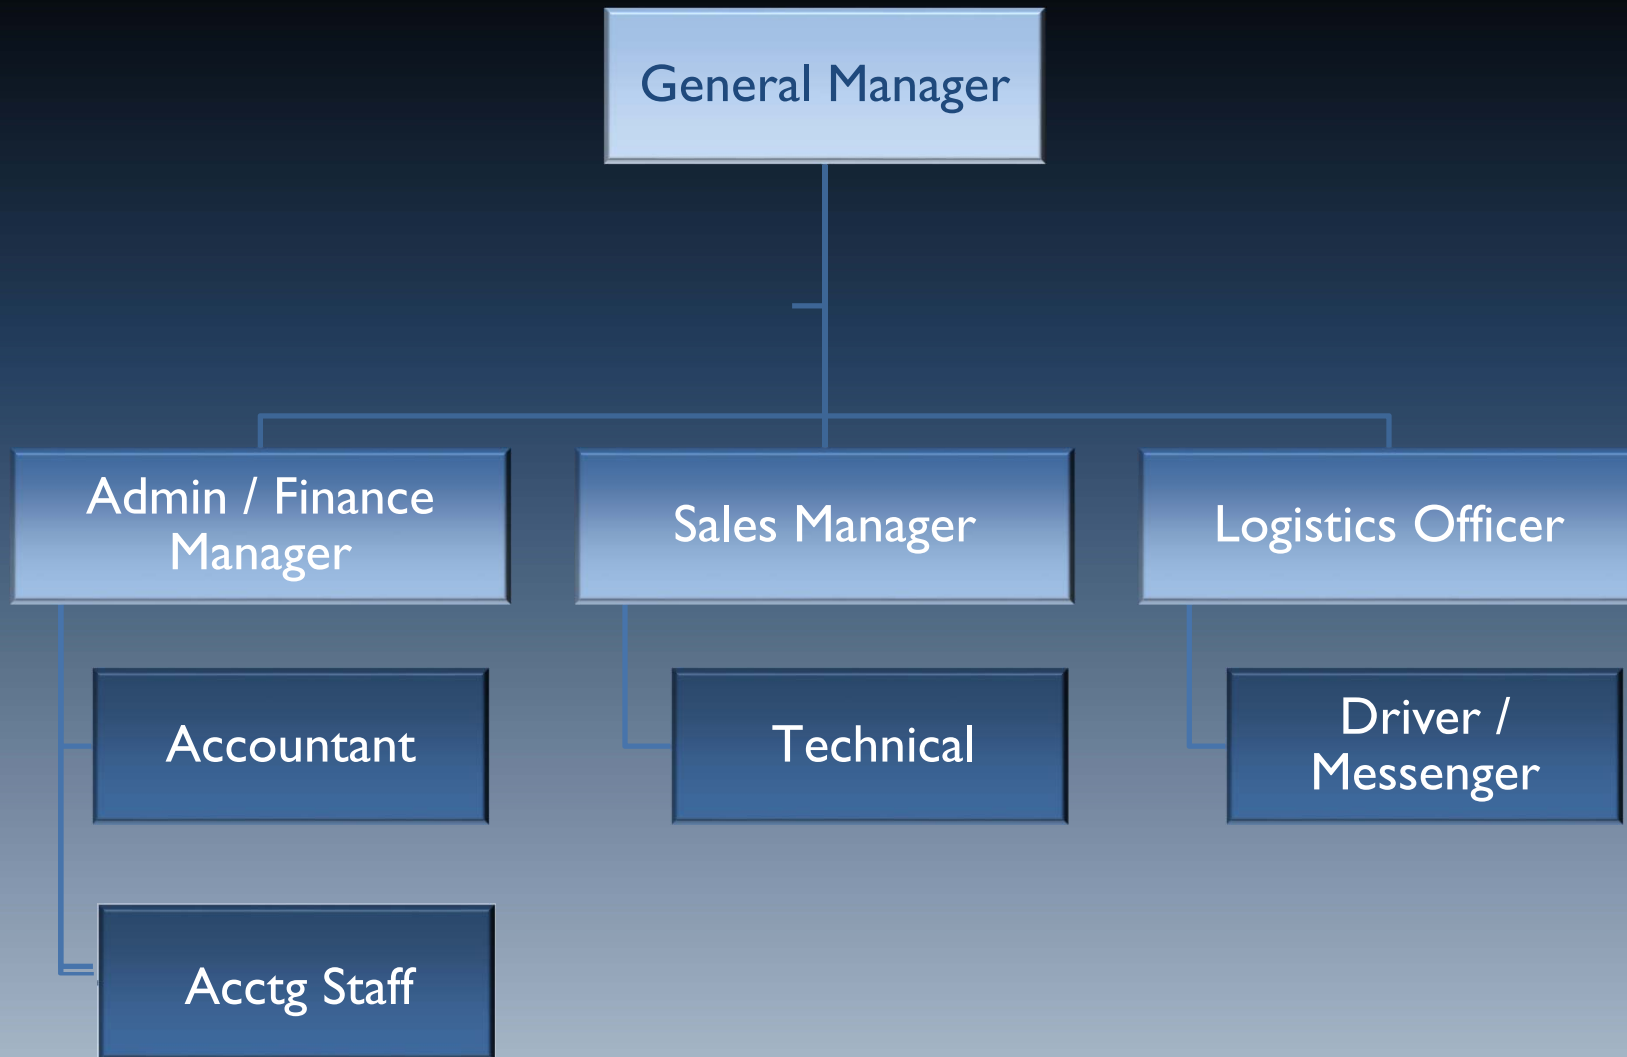 General Manager
Admin / Finance
Manager
Sales Manager
Logistics Officer
Accountant
Technical
Driver /
Messenger
Acctg Staff